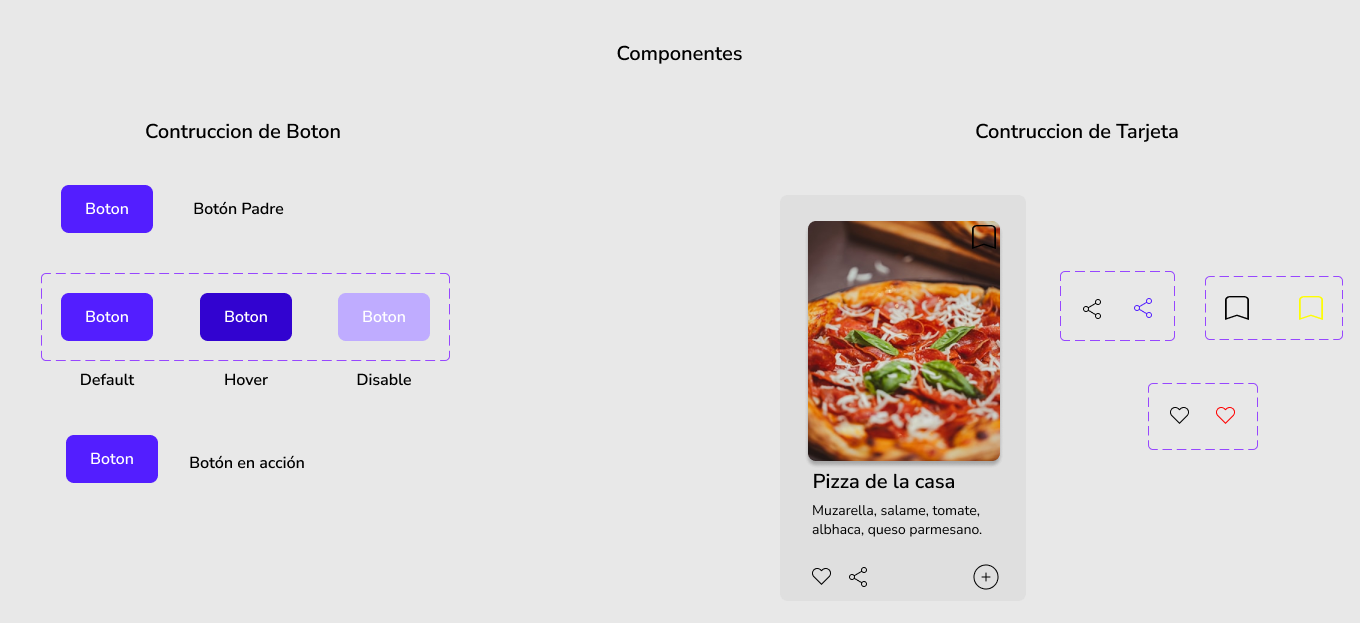 Componentes
Contruccion de Boton
Boton
Botón Padre
Boton
Boton
Boton
Default
Hover
Disable
Boton
Botón en acción
Contruccion de Tarjeta
Pizza de la casa
Muzarella, salame, tomate,
albhaca, queso parmesano.